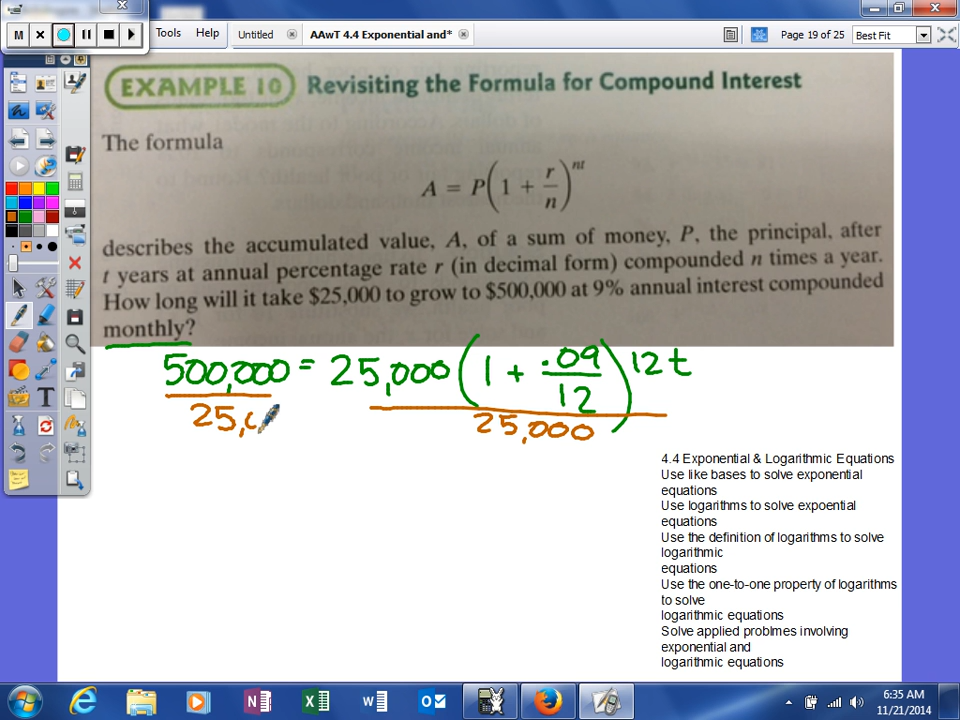 M
Tools Help Untitled AAwT 4.4 Exponential and* Page 19 of 25 Best Fit
EXAMPLE 10 Revisiting the Formula for Compound Interest
The formula
A = P(1 + r/n)^nt
describes the accumulated value, A, of a sum of money, P, the principal, after
t years at annual percentage rate r (in decimal form) compounded n times a year.
How long will it take $25,000 to grow to $500,000 at 9% annual interest compounded
monthly?
500,000 = 25,000 (1 + .09/12) 12t
25,0 25,000
4.4 Exponential & Logarithmic Equations
Use like bases to solve exponential
equations
Use logarithms to solve expoential
equations
Use the definition of logarithms to solve
logarithmic
equations
Use the one-to-one property of logarithms
to solve
logarithmic equations
Solve applied problmes involving
exponential and
logarithmic equations
6:35 AM
11/21/2014